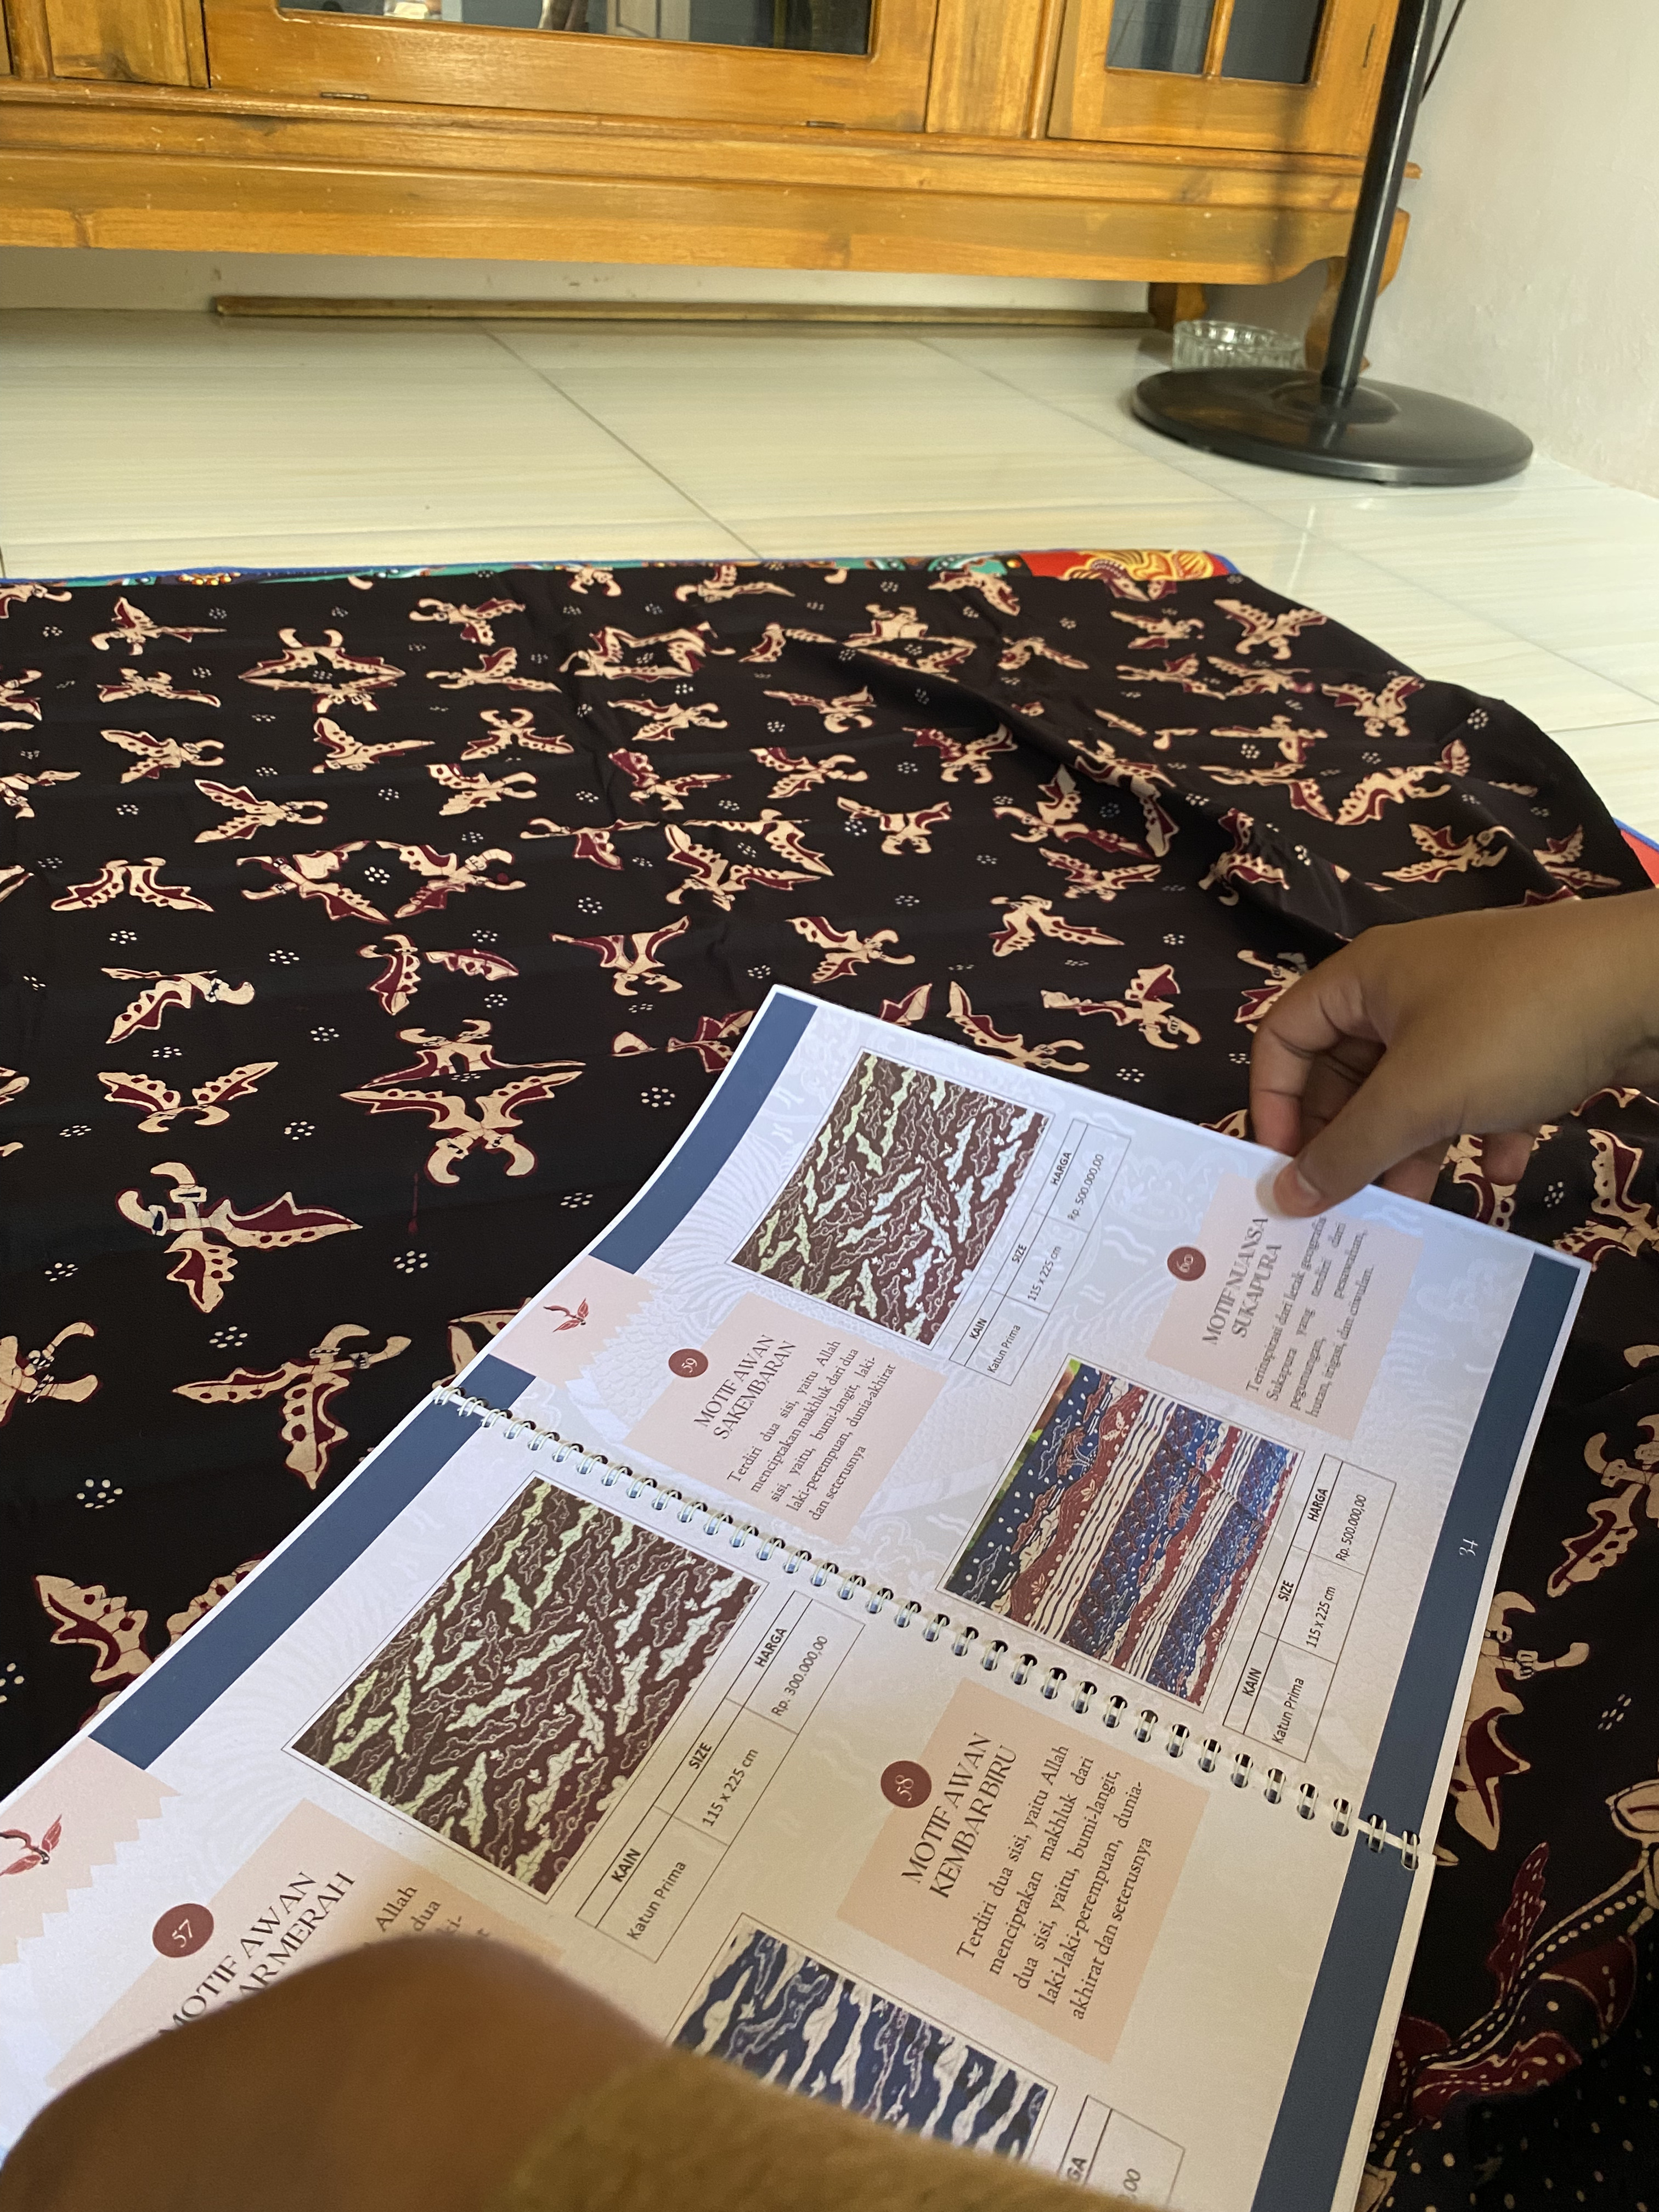 57
MOTIF AWAN
MERAH
Allah
dua
KAIN
SIZE
HARGA
Katun Prima
115 x 225 cm
Rp. 300.000,00
58
MOTIF AWAN
KEMBAR BIRU
Terdiri dua sisi, yaitu Allah
menciptakan makhluk dari
dua sisi, yaitu, bumi-langit,
laki-laki-perempuan, dunia-
akhirat dan seterusnya
59
MOTIF AWAN
SAKEMBARAN
Terdiri dua sisi, yaitu Allah
menciptakan makhluk dari dua
sisi, yaitu, bumi-langit, laki-
laki-perempuan, dunia-akhirat
dan seterusnya
KAIN
SIZE
HARGA
Katun Prima
115 x 225 cm
Rp. 500.000,00
60
MOTIF NUANSA
SUKAPURA
Terinspirasi dari letak geografis
Sukapura yang terdiri dari
pegunungan, persawahan,
hutan, irigasi, dan
KAIN
SIZE
HARGA
Katun Prima
115 x 225 cm
Rp. 500.000,00
34